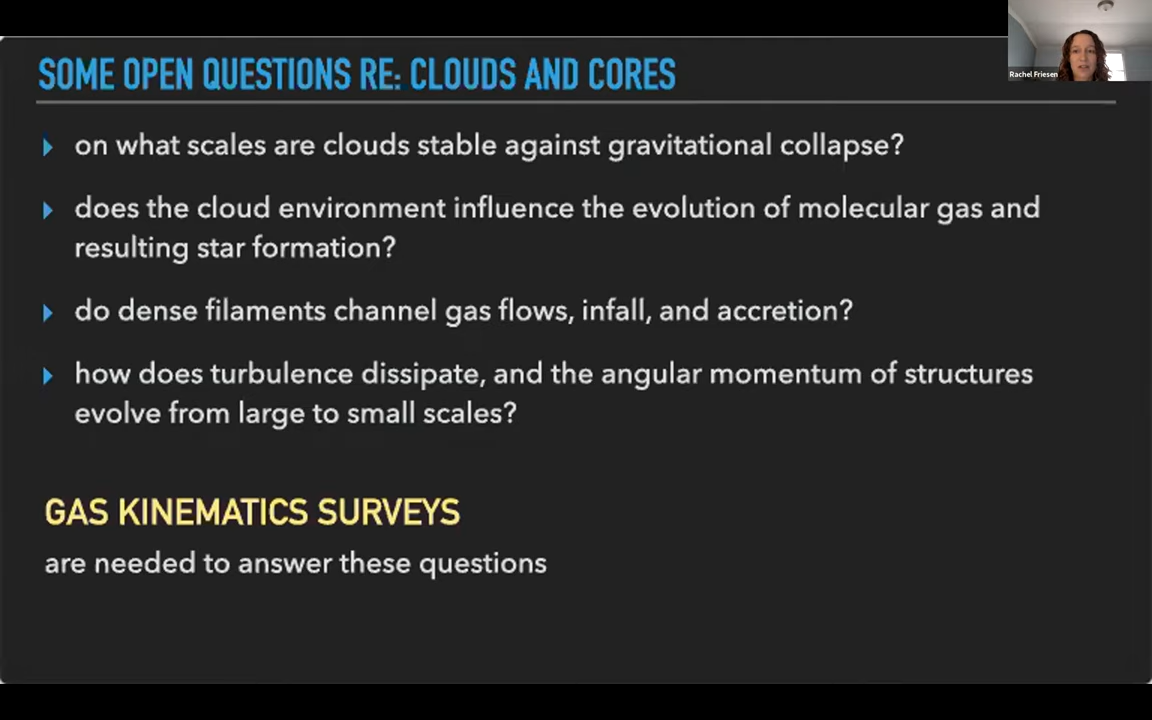 SOME OPEN QUESTIONS RE: CLOUDS AND CORES
Rachel Friesen
on what scales are clouds stable against gravitational collapse?
does the cloud environment influence the evolution of molecular gas and
resulting star formation?
do dense filaments channel gas flows, infall, and accretion?
how does turbulence dissipate, and the angular momentum of structures
evolve from large to small scales?
GAS KINEMATICS SURVEYS
are needed to answer these questions